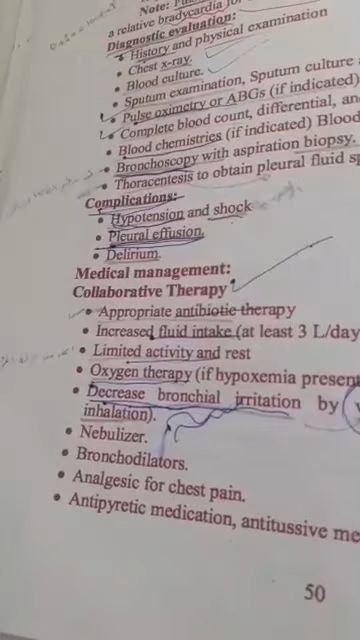 Note:
a relative bradycardia for
Diagnostic evaluation:
• History and physical examination
• Chest x-ray.
• Blood culture.
• Sputum examination, Sputum culture
• Pulse oximetry or ABGs (if indicated)
• Complete blood count, differential, an
• Blood chemistries (if indicated) Blood
• Bronchoscopy with aspiration biopsy.
• Thoracentesis to obtain pleural fluid sp
Complications:
• Hypotension and shock
• Pleural effusion.
• Delirium.
Medical management:
Collaborative Therapy
• Appropriate antibiotic therapy
• Increased fluid intake (at least 3 L/day
• Limited activity and rest
• Oxygen therapy (if hypoxemia present
• Decrease bronchial irritation by
inhalation).
• Nebulizer.
• Bronchodilators.
• Analgesic for chest pain.
• Antipyretic medication, antitussive me
50